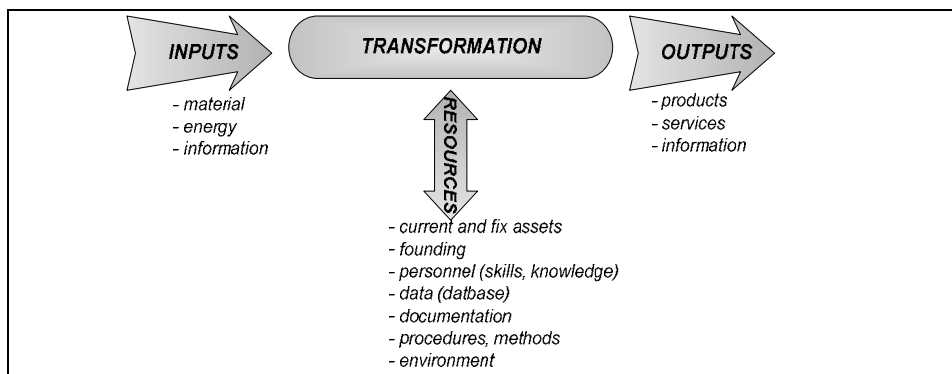 INPUTS
- material
- energy
- information
TRANSFORMATION
OUTPUTS
- products
- services
- information
RESOURCES
- current and fix assets
- founding
- personnel (skills, knowledge)
- data (datbase)
- documentation
- procedures, methods
- environment